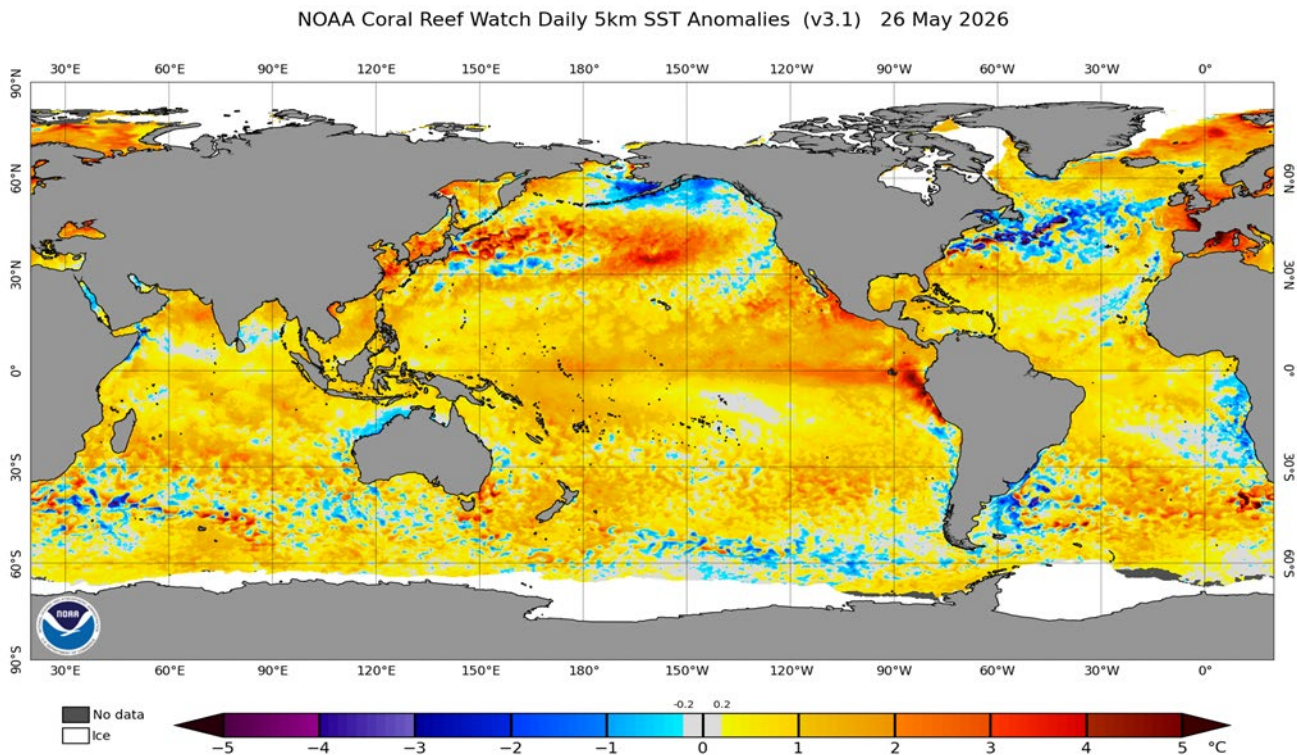 NOAA Coral Reef Watch Daily 5km SST Anomalies (v3.1) 26 May 2026
30°E 60°E 90°E 120°E 150°E 180° 150°W 120°W 90°W 60°W 30°W 0°
90°N 90°N
60°N 60°N
30°N 30°N
0° 0°
30°S 30°S
60°S 60°S
90°S 90°S
NOAA
30°E 60°E 90°E 120°E 150°E 180° 150°W 120°W 90°W 60°W 30°W 0°
-0.2 0.2
No data
Ice
−5 −4 −3 −2 −1 0 1 2 3 4 5 °C